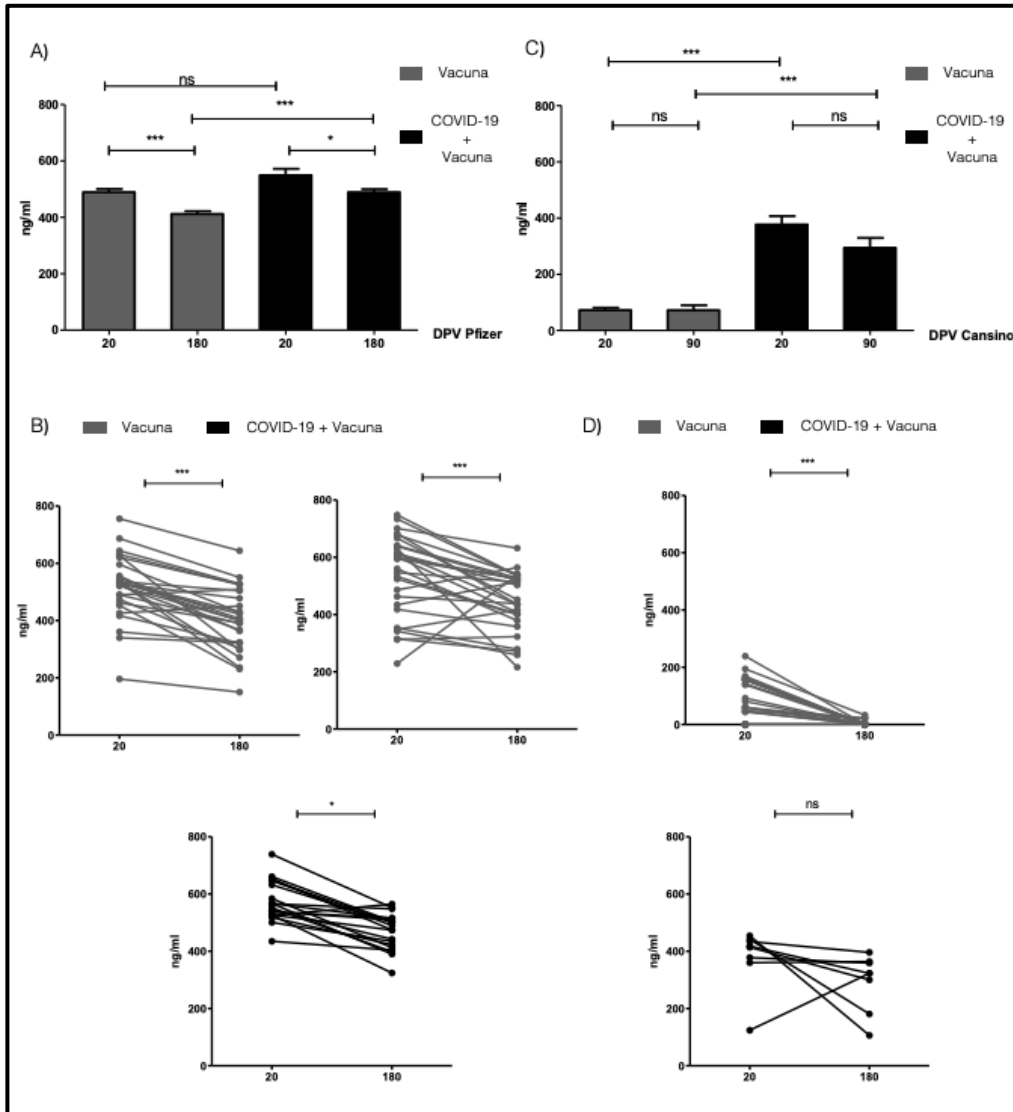 A)
ns
***
***
*
800
600
400
200
0
ng/ml
20
180
20
180
DPV Pfizer
Vacuna
COVID-19
+
Vacuna
C)
***
***
ns
ns
800
600
400
200
0
ng/ml
20
90
20
90
DPV Cansino
Vacuna
COVID-19
+
Vacuna
B)
Vacuna
COVID-19 + Vacuna
***
800
600
400
200
0
ng/ml
20
180
***
800
600
400
200
0
ng/ml
20
180
*
800
600
400
200
0
ng/ml
20
180
D)
Vacuna
COVID-19 + Vacuna
***
800
600
400
200
0
ng/ml
20
180
ns
800
600
400
200
0
ng/ml
20
180